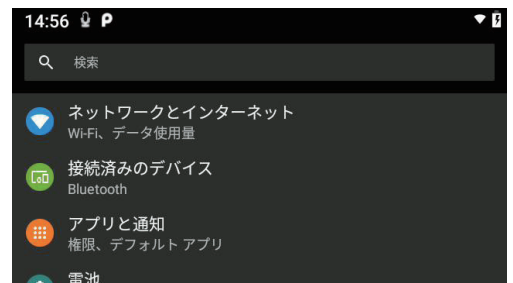 14:56
検索
ネットワークとインターネット
Wi-Fi、データ使用量
接続済みのデバイス
Bluetooth
アプリと通知
権限、デフォルト アプリ
電池